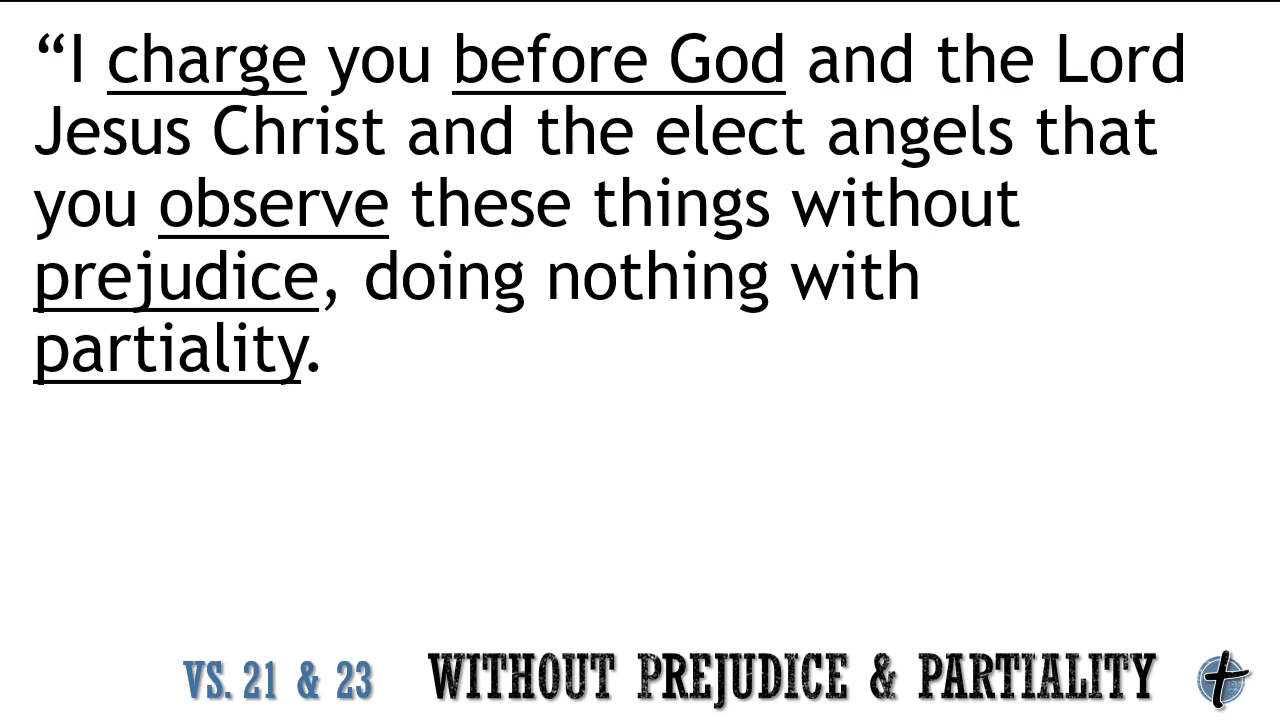 “I charge you before God and the Lord
Jesus Christ and the elect angels that
you observe these things without
prejudice, doing nothing with
partiality.
VS. 21 & 23 WITHOUT PREJUDICE & PARTIALITY